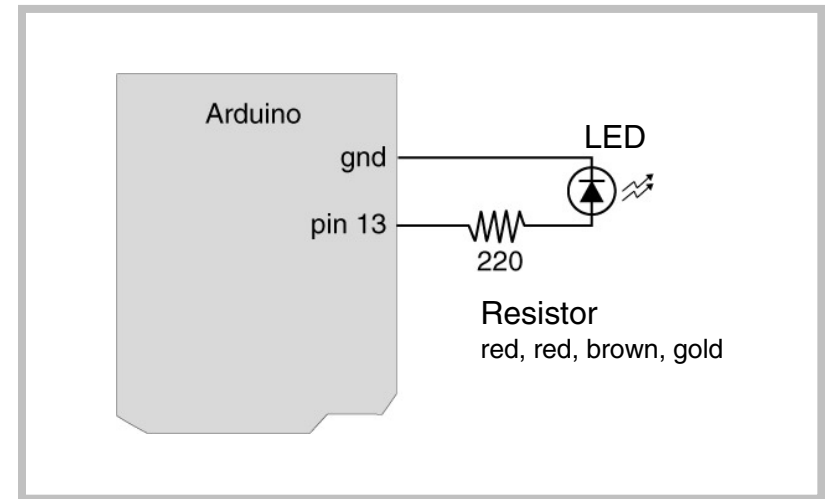 Arduino
gnd
LED
pin 13
220
Resistor
red, red, brown, gold